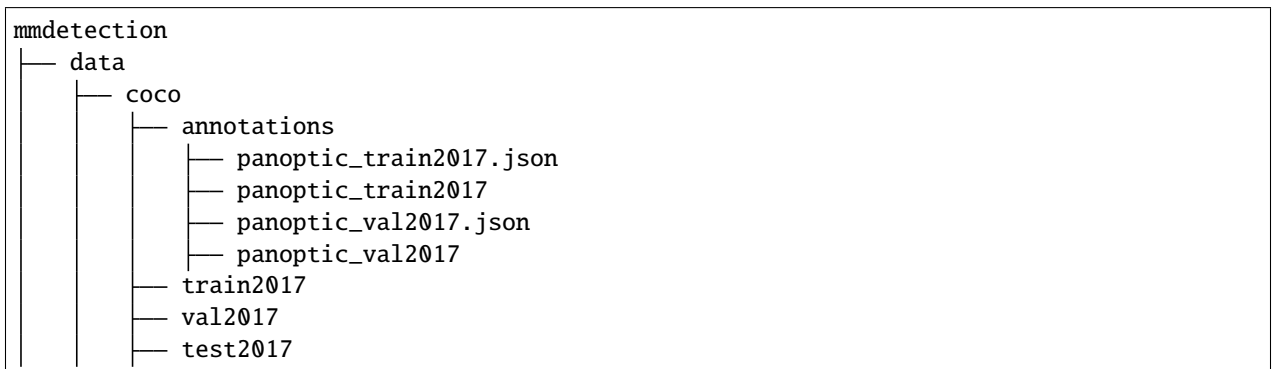 mmdetection
├── data
│   ├── coco
│   │   ├── annotations
│   │   │   ├── panoptic_train2017.json
│   │   │   ├── panoptic_train2017
│   │   │   ├── panoptic_val2017.json
│   │   │   ├── panoptic_val2017
│   │   ├── train2017
│   │   ├── val2017
│   │   ├── test2017